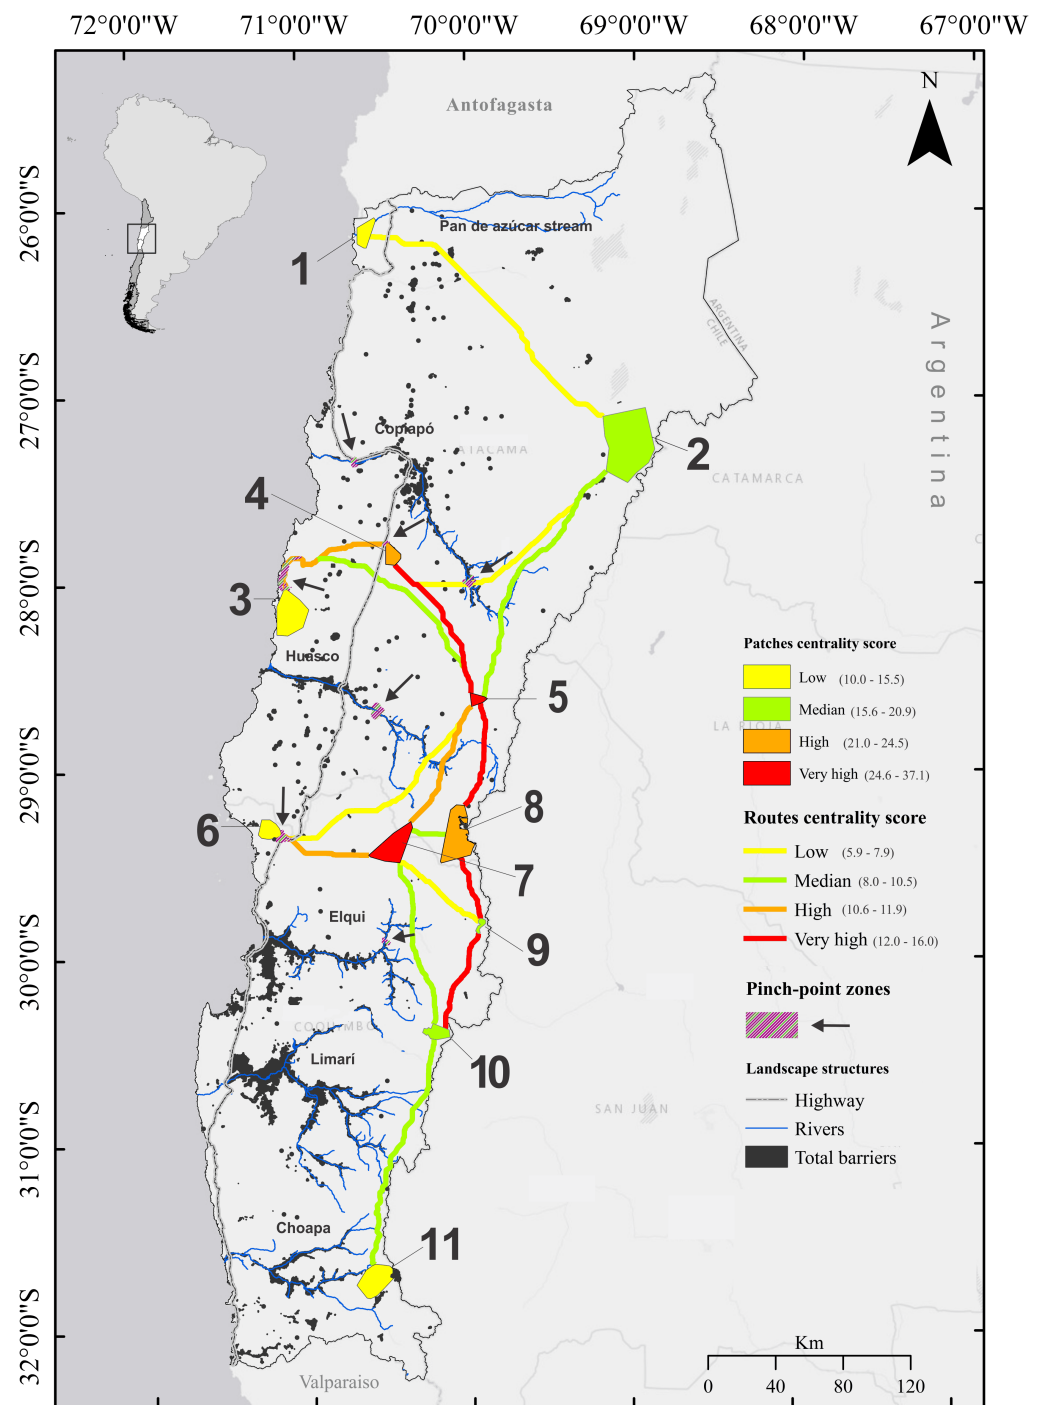 72°0'0"W 71°0'0"W 70°0'0"W 69°0'0"W 68°0'0"W 67°0'0"W
26°0'0"S
27°0'0"S
28°0'0"S
29°0'0"S
30°0'0"S
31°0'0"S
32°0'0"S
N
Antofagasta
Pan de azúcar stream
1
ARGENTINA
CHILE
Argentina
Copiapó
ATACAMA
2
CATAMARCA
4
3
Huasco
5
LA RIOJA
8
6
7
Elqui
9
COQUIMBO
Limarí
10
SAN JUAN
Choapa
11
Valparaiso
Patches centrality score
Low (10.0 - 15.5)
Median (15.6 - 20.9)
High (21.0 - 24.5)
Very high (24.6 - 37.1)
Routes centrality score
Low (5.9 - 7.9)
Median (8.0 - 10.5)
High (10.6 - 11.9)
Very high (12.0 - 16.0)
Pinch-point zones
Landscape structures
Highway
Rivers
Total barriers
Km
0 40 80 120